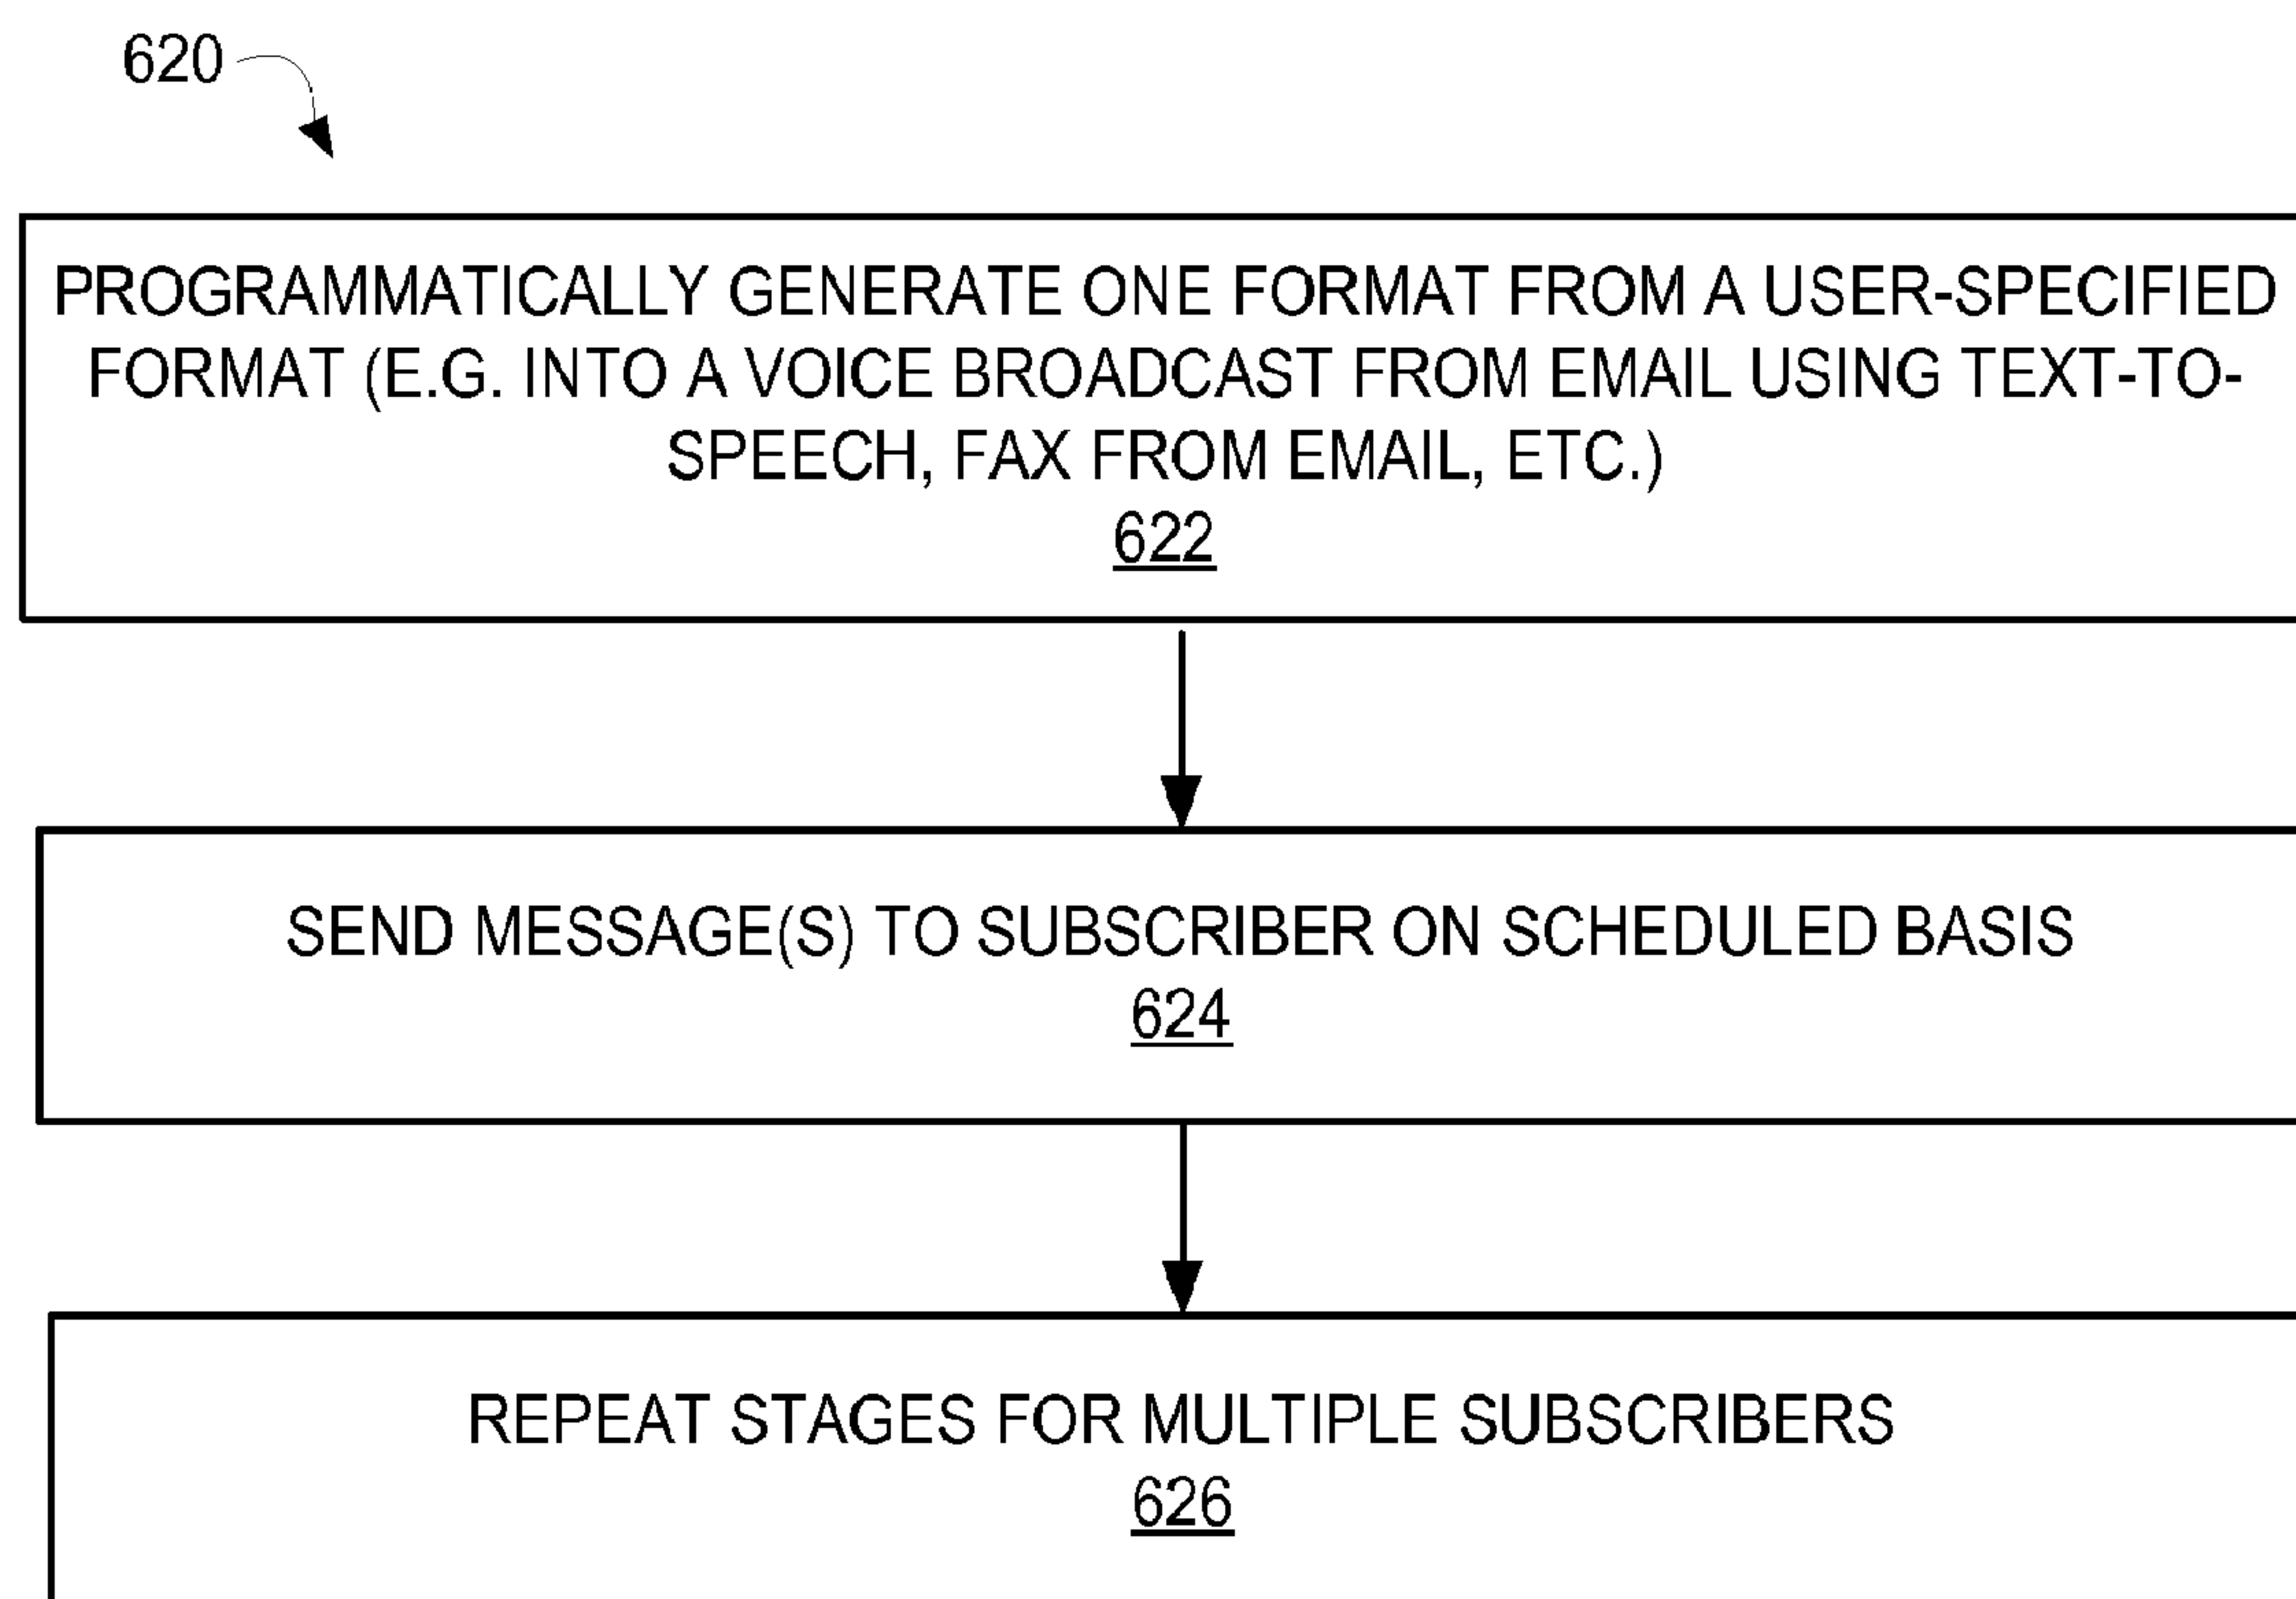 620
PROGRAMMATICALLY GENERATE ONE FORMAT FROM A USER-SPECIFIED
FORMAT (E.G. INTO A VOICE BROADCAST FROM EMAIL USING TEXT-TO-
SPEECH, FAX FROM EMAIL, ETC.)
622
SEND MESSAGE(S) TO SUBSCRIBER ON SCHEDULED BASIS
624
REPEAT STAGES FOR MULTIPLE SUBSCRIBERS
626